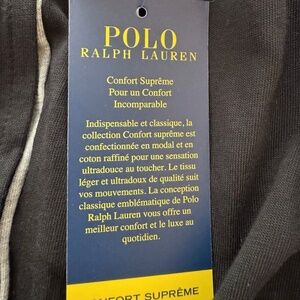 POLO
RALPH LAUREN
Confort Suprême
Pour un Confort
Incomparable
Indispensable et classique, la
collection Confort suprême est
confectionnée en modal et en
coton raffiné pour une sensation
ultradouce au toucher. Le tissu
léger et ultradoux de qualité suit
vos mouvements. La conception
classique emblématique de Polo
Ralph Lauren vous offre un
meilleur confort et le luxe au
quotidien.
NFORT SUPRÊME